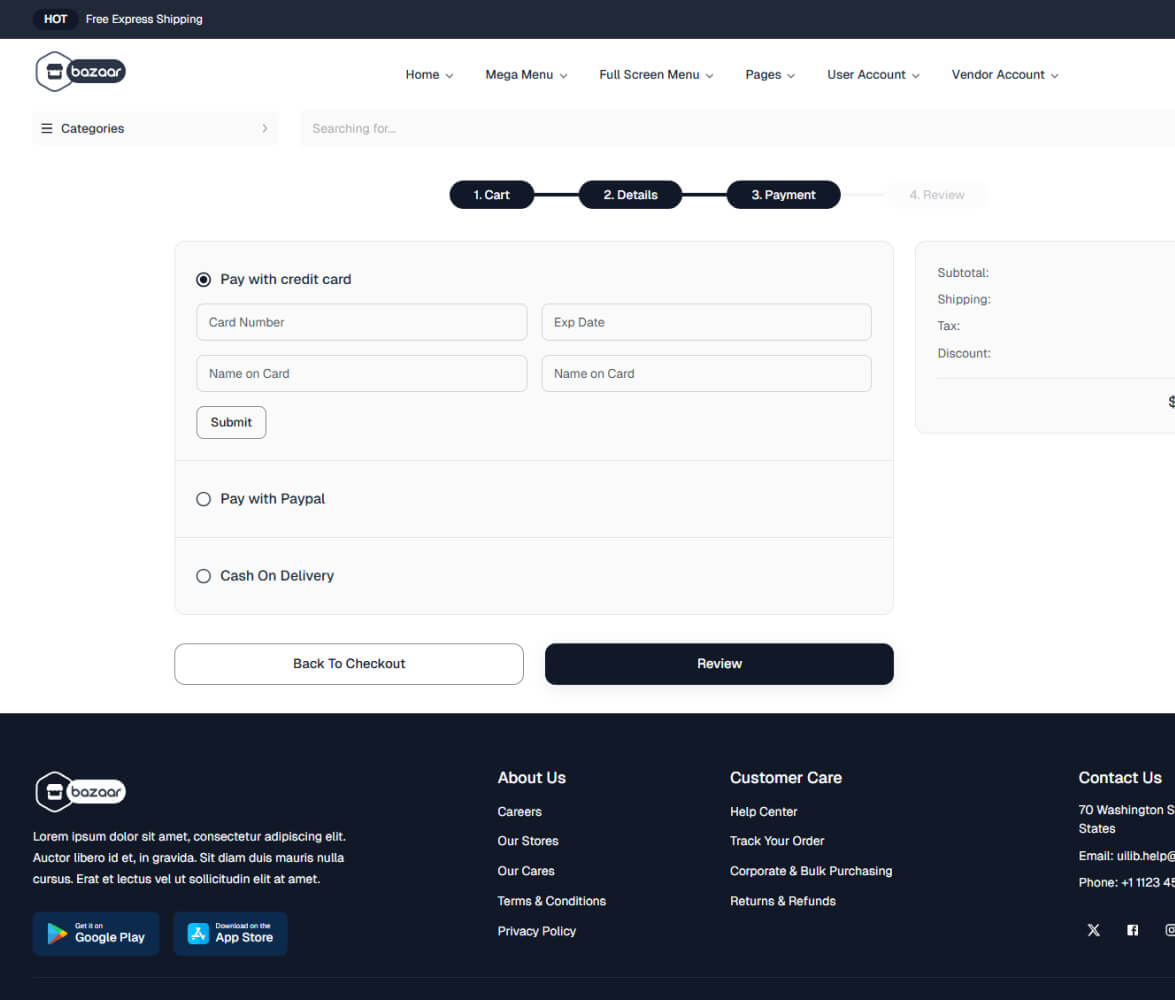 HOT Free Express Shipping
bazaar
Home Mega Menu Full Screen Menu Pages User Account Vendor Account
Categories
Searching for...
1. Cart 2. Details 3. Payment 4. Review
Pay with credit card
Card Number Exp Date
Name on Card Name on Card
Submit
Pay with Paypal
Cash On Delivery
Subtotal:
Shipping:
Tax:
Discount:
$
Back To Checkout Review
bazaar
Lorem ipsum dolor sit amet, consectetur adipiscing elit.
Auctor libero id et, in gravida. Sit diam duis mauris nulla
cursus. Erat et lectus vel ut sollicitudin elit at amet.
Get it on
Google Play
Download on the
App Store
About Us
Careers
Our Stores
Our Cares
Terms & Conditions
Privacy Policy
Customer Care
Help Center
Track Your Order
Corporate & Bulk Purchasing
Returns & Refunds
Contact Us
70 Washington S
States
Email: uilib.help@
Phone: +1 1123 45